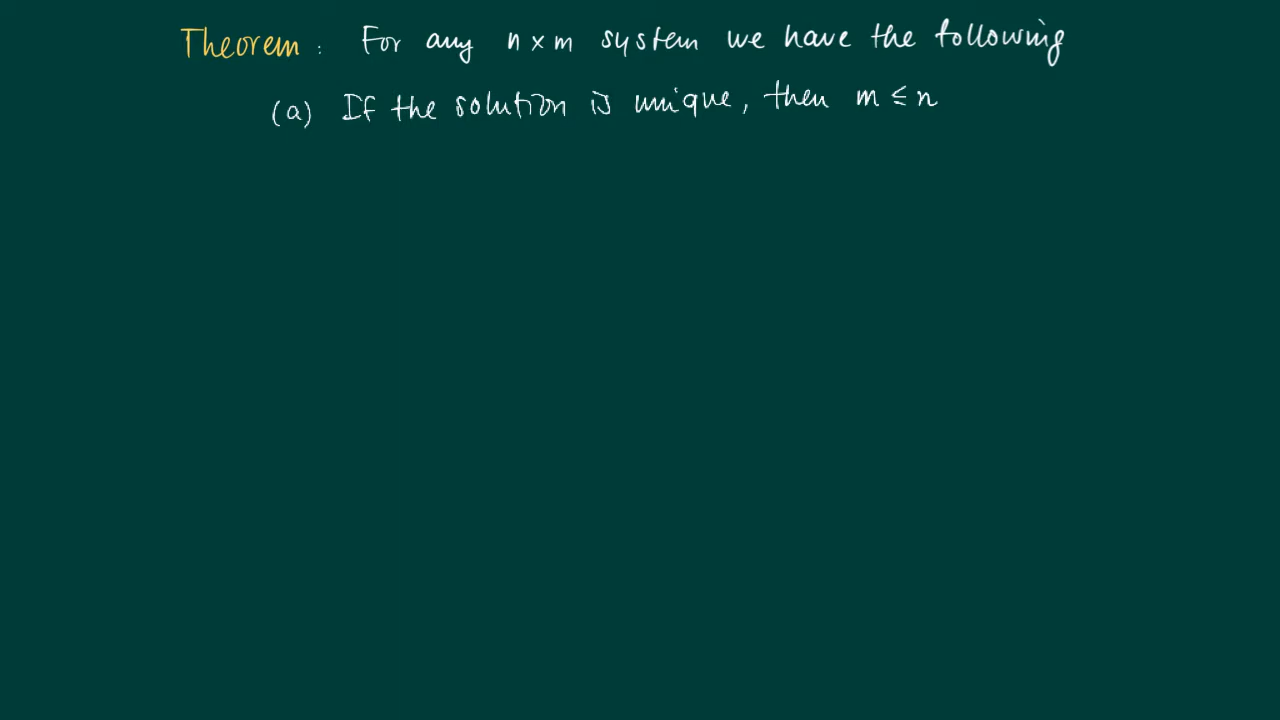 Theorem: For any n×m system we have the following
(a) If the solution is unique, then m ≤ n